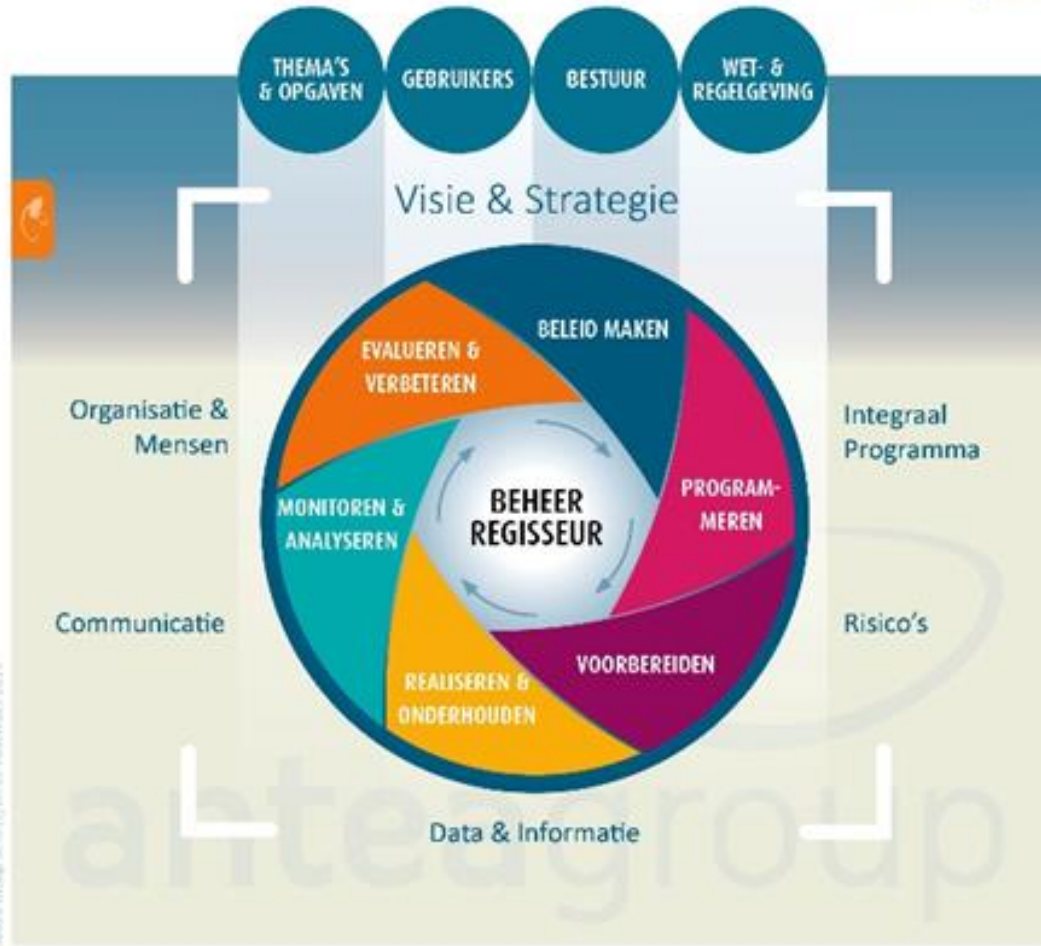 THEMA'S
& OPGAVEN
GEBRUIKERS
BESTUUR
WET- &
REGELGEVING
Visie & Strategie
BELEID MAKEN
EVALUEREN &
VERBETEREN
Organisatie &
Mensen
Integraal
Programma
MONITOREN &
ANALYSEREN
BEHEER
REGISSEUR
PROGRAM-
MEREN
Communicatie
Risico's
VOORBEREIDEN
REALISEREN &
ONDERHOUDEN
Data & Informatie
anteagroup